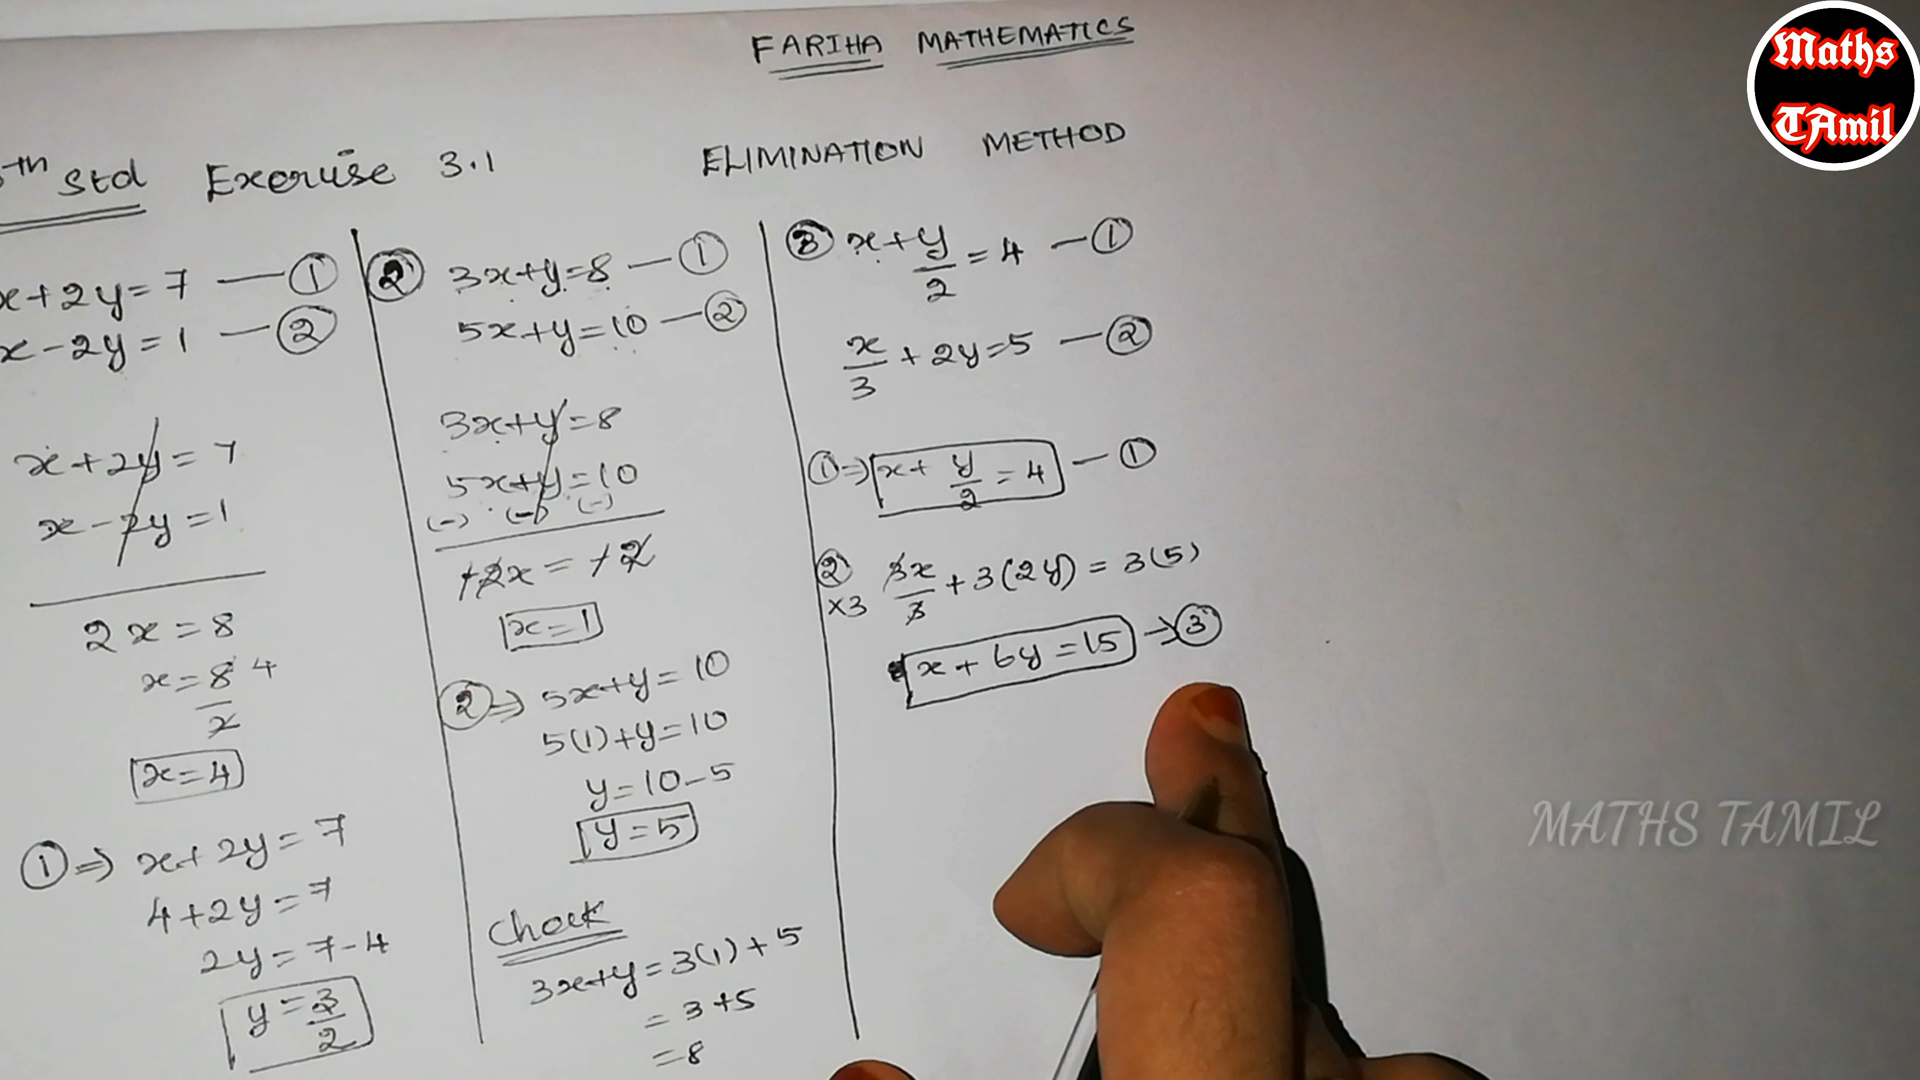 FARIHA MATHEMATICS
Maths
TAmil
th Std Exercise 3.1
ELIMINATION METHOD
x+2y=7 — ①
x-2y=1 — ②
x+2y=7
x-2y=1
2x=8
x=8/2 4
x=4
①⇒ x+2y=7
4+2y=7
2y=7-4
y=3/2
② 3x+y=8 — ①
5x+y=10 — ②
3x+y=8
5x+y=10
(-) (-) (-)
+2x=+2
x=1
②⇒ 5x+y=10
5(1)+y=10
y=10-5
y=5
Check
3x+y=3(1)+5
=3+5
=8
③ x+y/2=4 — ①
x/3+2y=5 — ②
①⇒ x+y/2=4 — ①
②×3 3x/3+3(2y)=3(5)
x+6y=15 →③
MATHS TAMIL